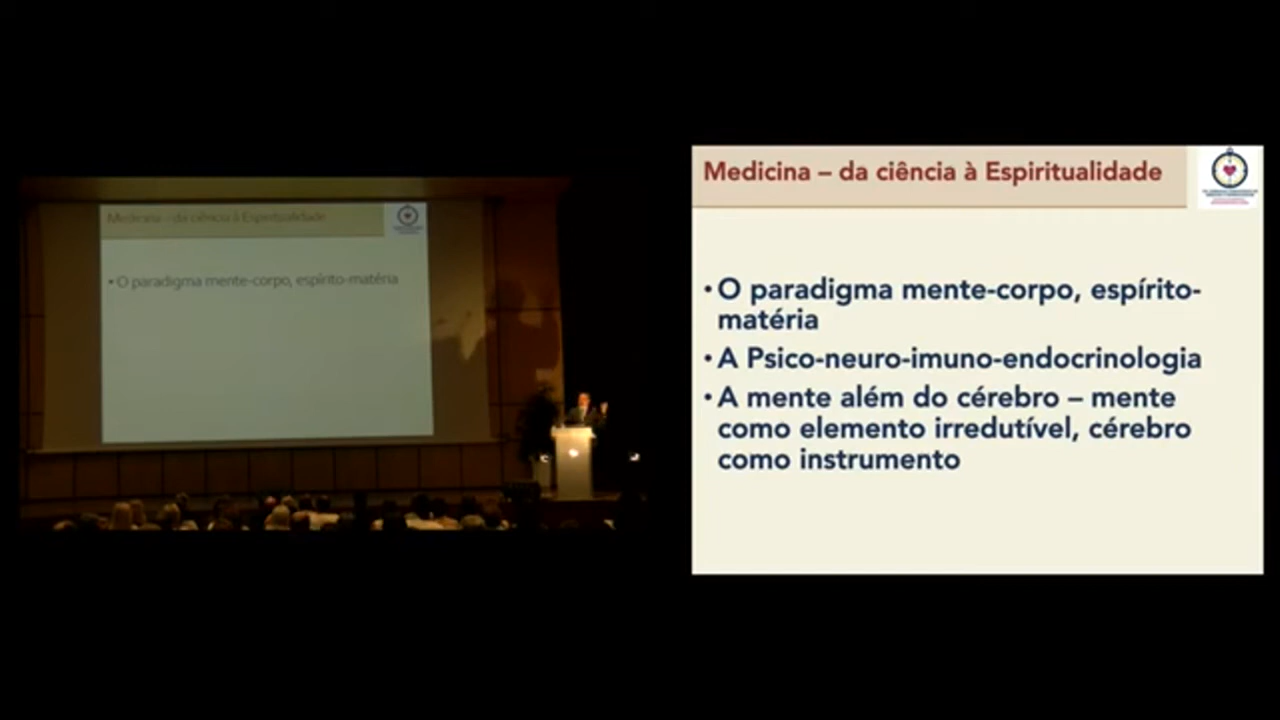 Medicina – da ciência à Espiritualidade
• O paradigma mente-corpo, espírito-matéria
Medicina – da ciência à Espiritualidade
• O paradigma mente-corpo, espírito-
matéria
• A Psico-neuro-imuno-endocrinologia
• A mente além do cérebro – mente
como elemento irredutível, cérebro
como instrumento